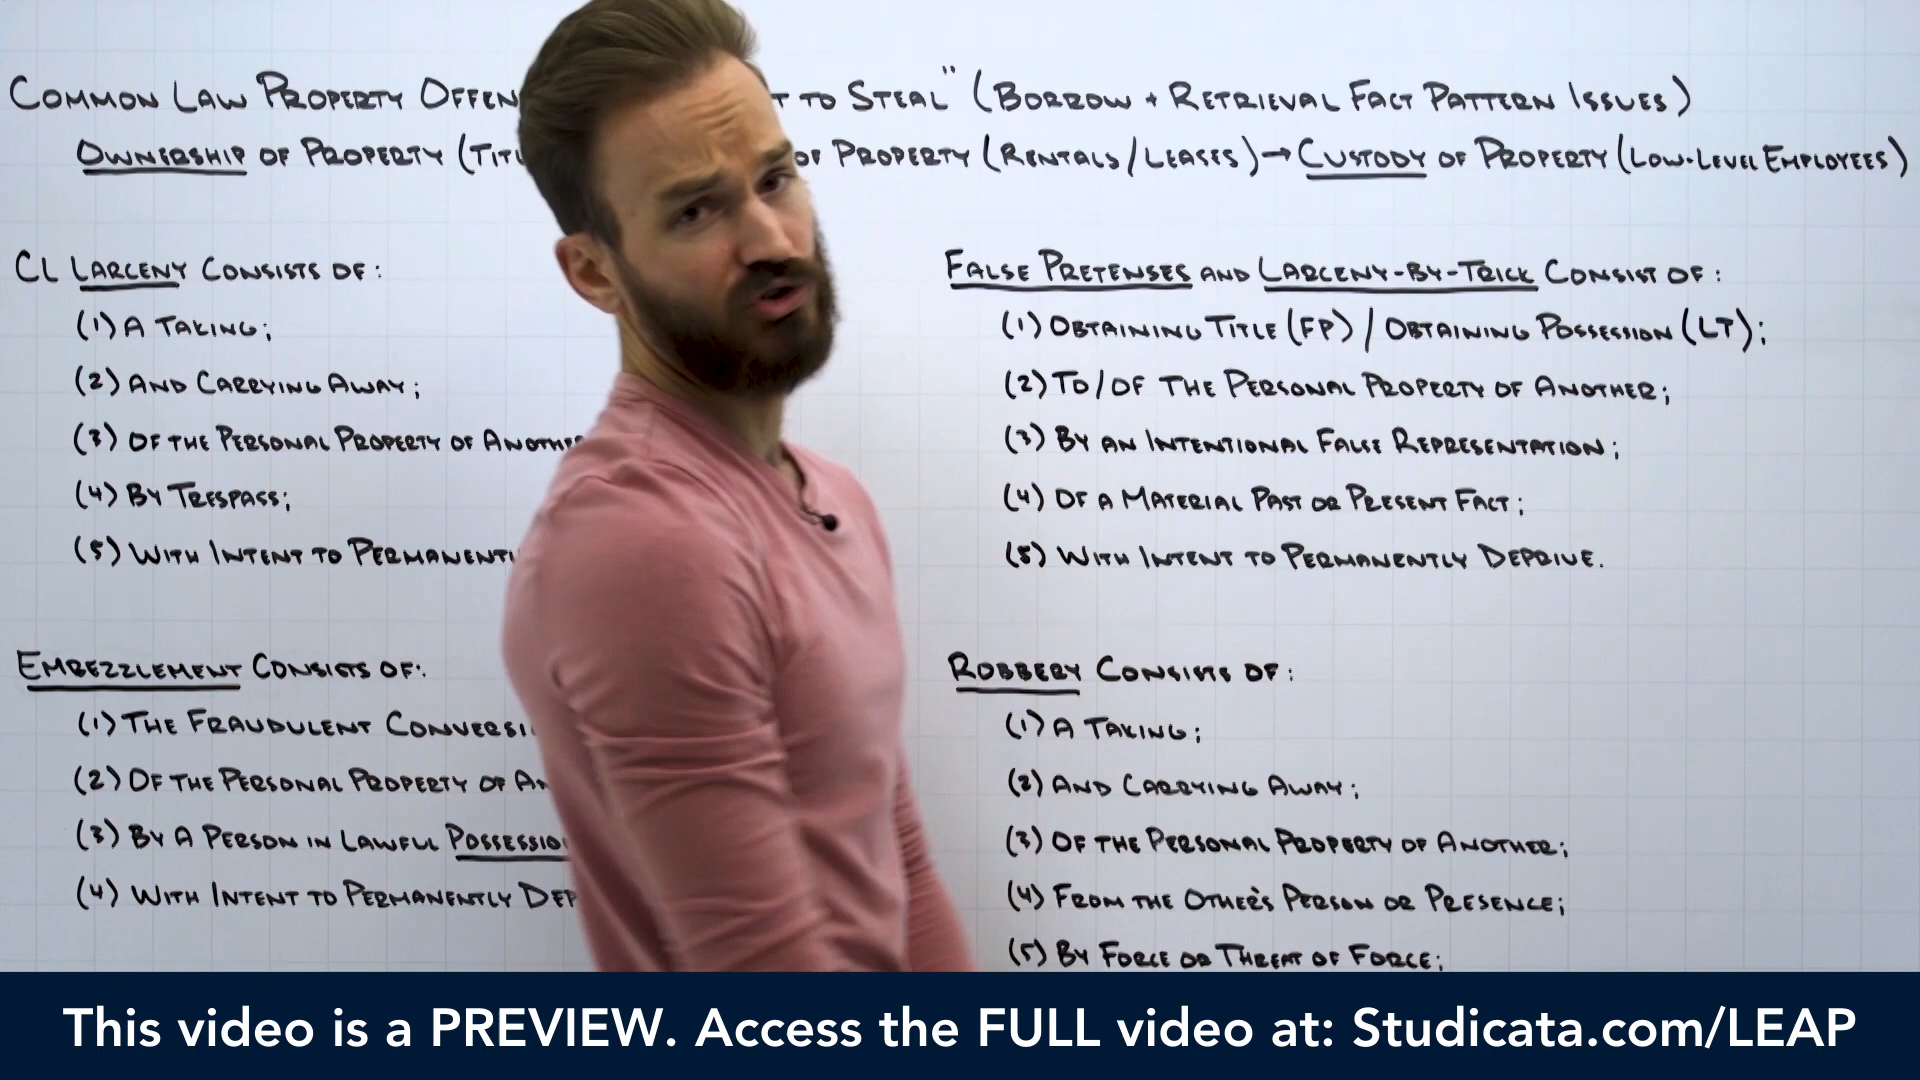 COMMON LAW PROPERTY OFFEN T TO STEAL" (BORROW + RETRIEVAL FACT PATTERN ISSUES)
OWNERSHIP OF PROPERTY (TITL OF PROPERTY (RENTALS/LEASES) → CUSTODY OF PROPERTY (LOW-LEVEL EMPLOYEES)
CL LARCENY CONSISTS OF:
(1) A TAKING;
(2) AND CARRYING AWAY;
(3) OF THE PERSONAL PROPERTY OF ANOTHE
(4) BY TRESPASS;
(5) WITH INTENT TO PERMANENTL
EMBEZZLEMENT CONSISTS OF:
(1) THE FRAUDULENT CONVERSI
(2) OF THE PERSONAL PROPERTY OF AN
(3) BY A PERSON IN LAWFUL POSSESSIO
(4) WITH INTENT TO PERMANENTLY DEP
FALSE PRETENSES AND LARCENY-BY-TRICK CONSIST OF:
(1) OBTAINING TITLE (FP) / OBTAINING POSSESSION (LT);
(2) TO/OF THE PERSONAL PROPERTY OF ANOTHER;
(3) BY AN INTENTIONAL FALSE REPRESENTATION;
(4) OF A MATERIAL PAST OR PRESENT FACT;
(5) WITH INTENT TO PERMANENTLY DEPRIVE.
ROBBERY CONSISTS OF:
(1) A TAKING;
(2) AND CARRYING AWAY;
(3) OF THE PERSONAL PROPERTY OF ANOTHER;
(4) FROM THE OTHER'S PERSON OR PRESENCE;
(5) BY FORCE OR THREAT OF FORCE;
This video is a PREVIEW. Access the FULL video at: Studicata.com/LEAP